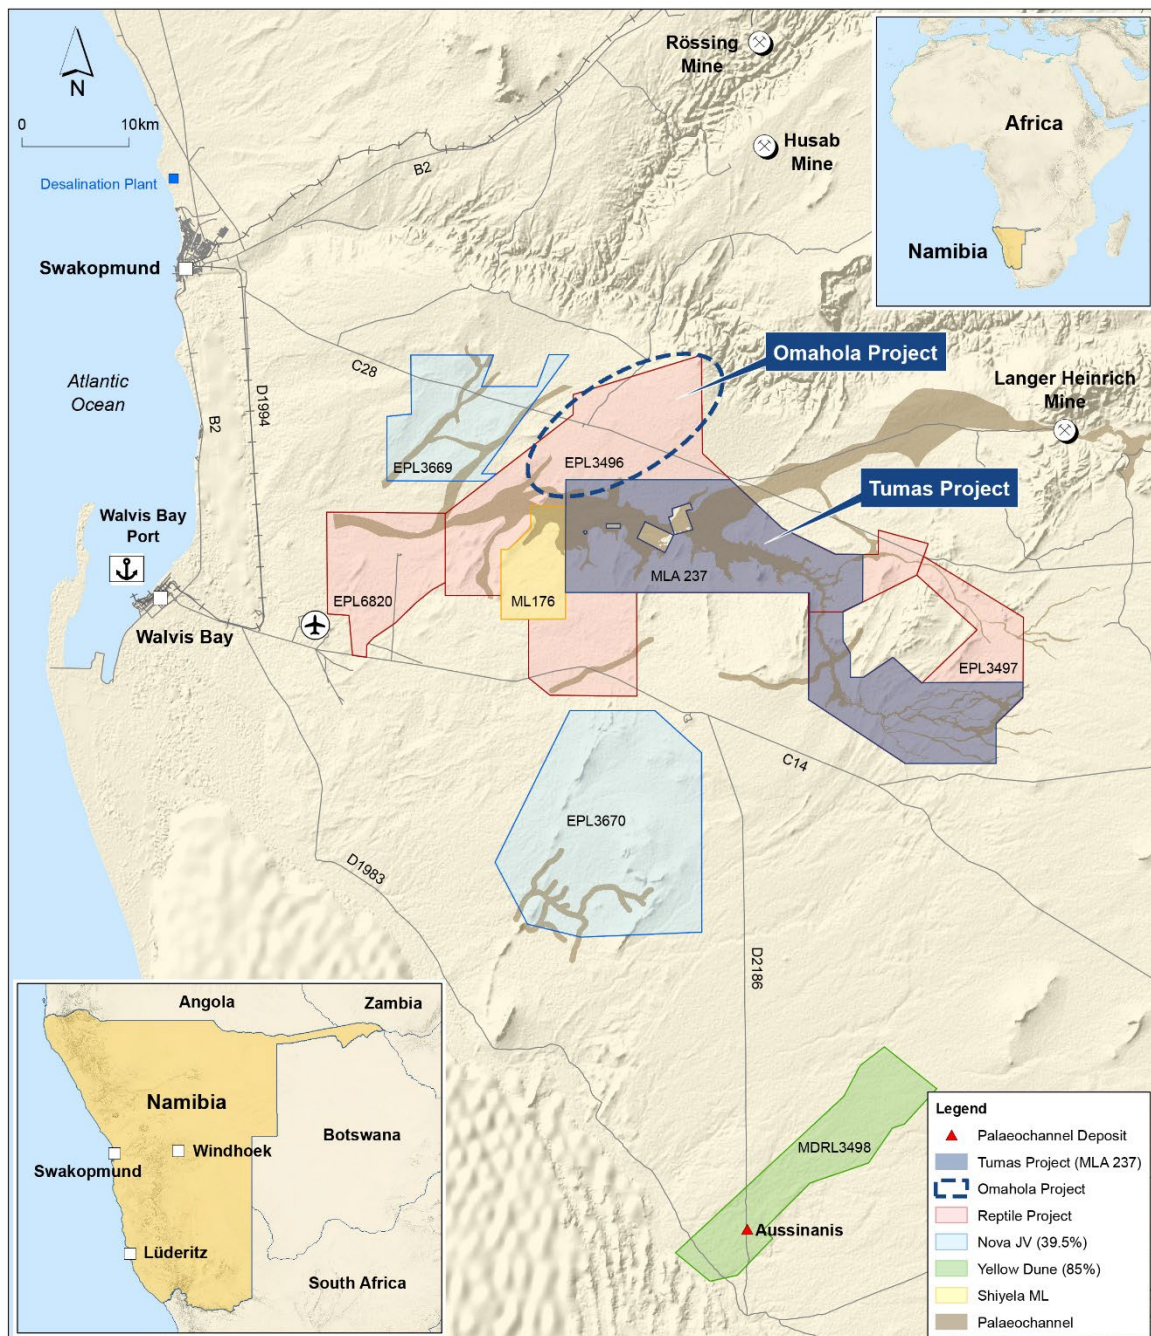 N
0
10km
Desalination Plant
Swakopmund
Atlantic
Ocean
B2
D1994
B2
C28
Rössing
Mine
Husab
Mine
Africa
Namibia
Omahola Project
Langer Heinrich
Mine
EPL3669
EPL3496
Tumas Project
Walvis Bay
Port
MLA 237
EPL6820
ML176
Walvis Bay
EPL3497
C14
EPL3670
D1983
D2186
MDRL3498
Aussinanis
Angola
Zambia
Namibia
Botswana
Windhoek
Swakopmund
Lüderitz
South Africa
Legend
Palaeochannel Deposit
Tumas Project (MLA 237)
Omahola Project
Reptile Project
Nova JV (39.5%)
Yellow Dune (85%)
Shiyela ML
Palaeochannel